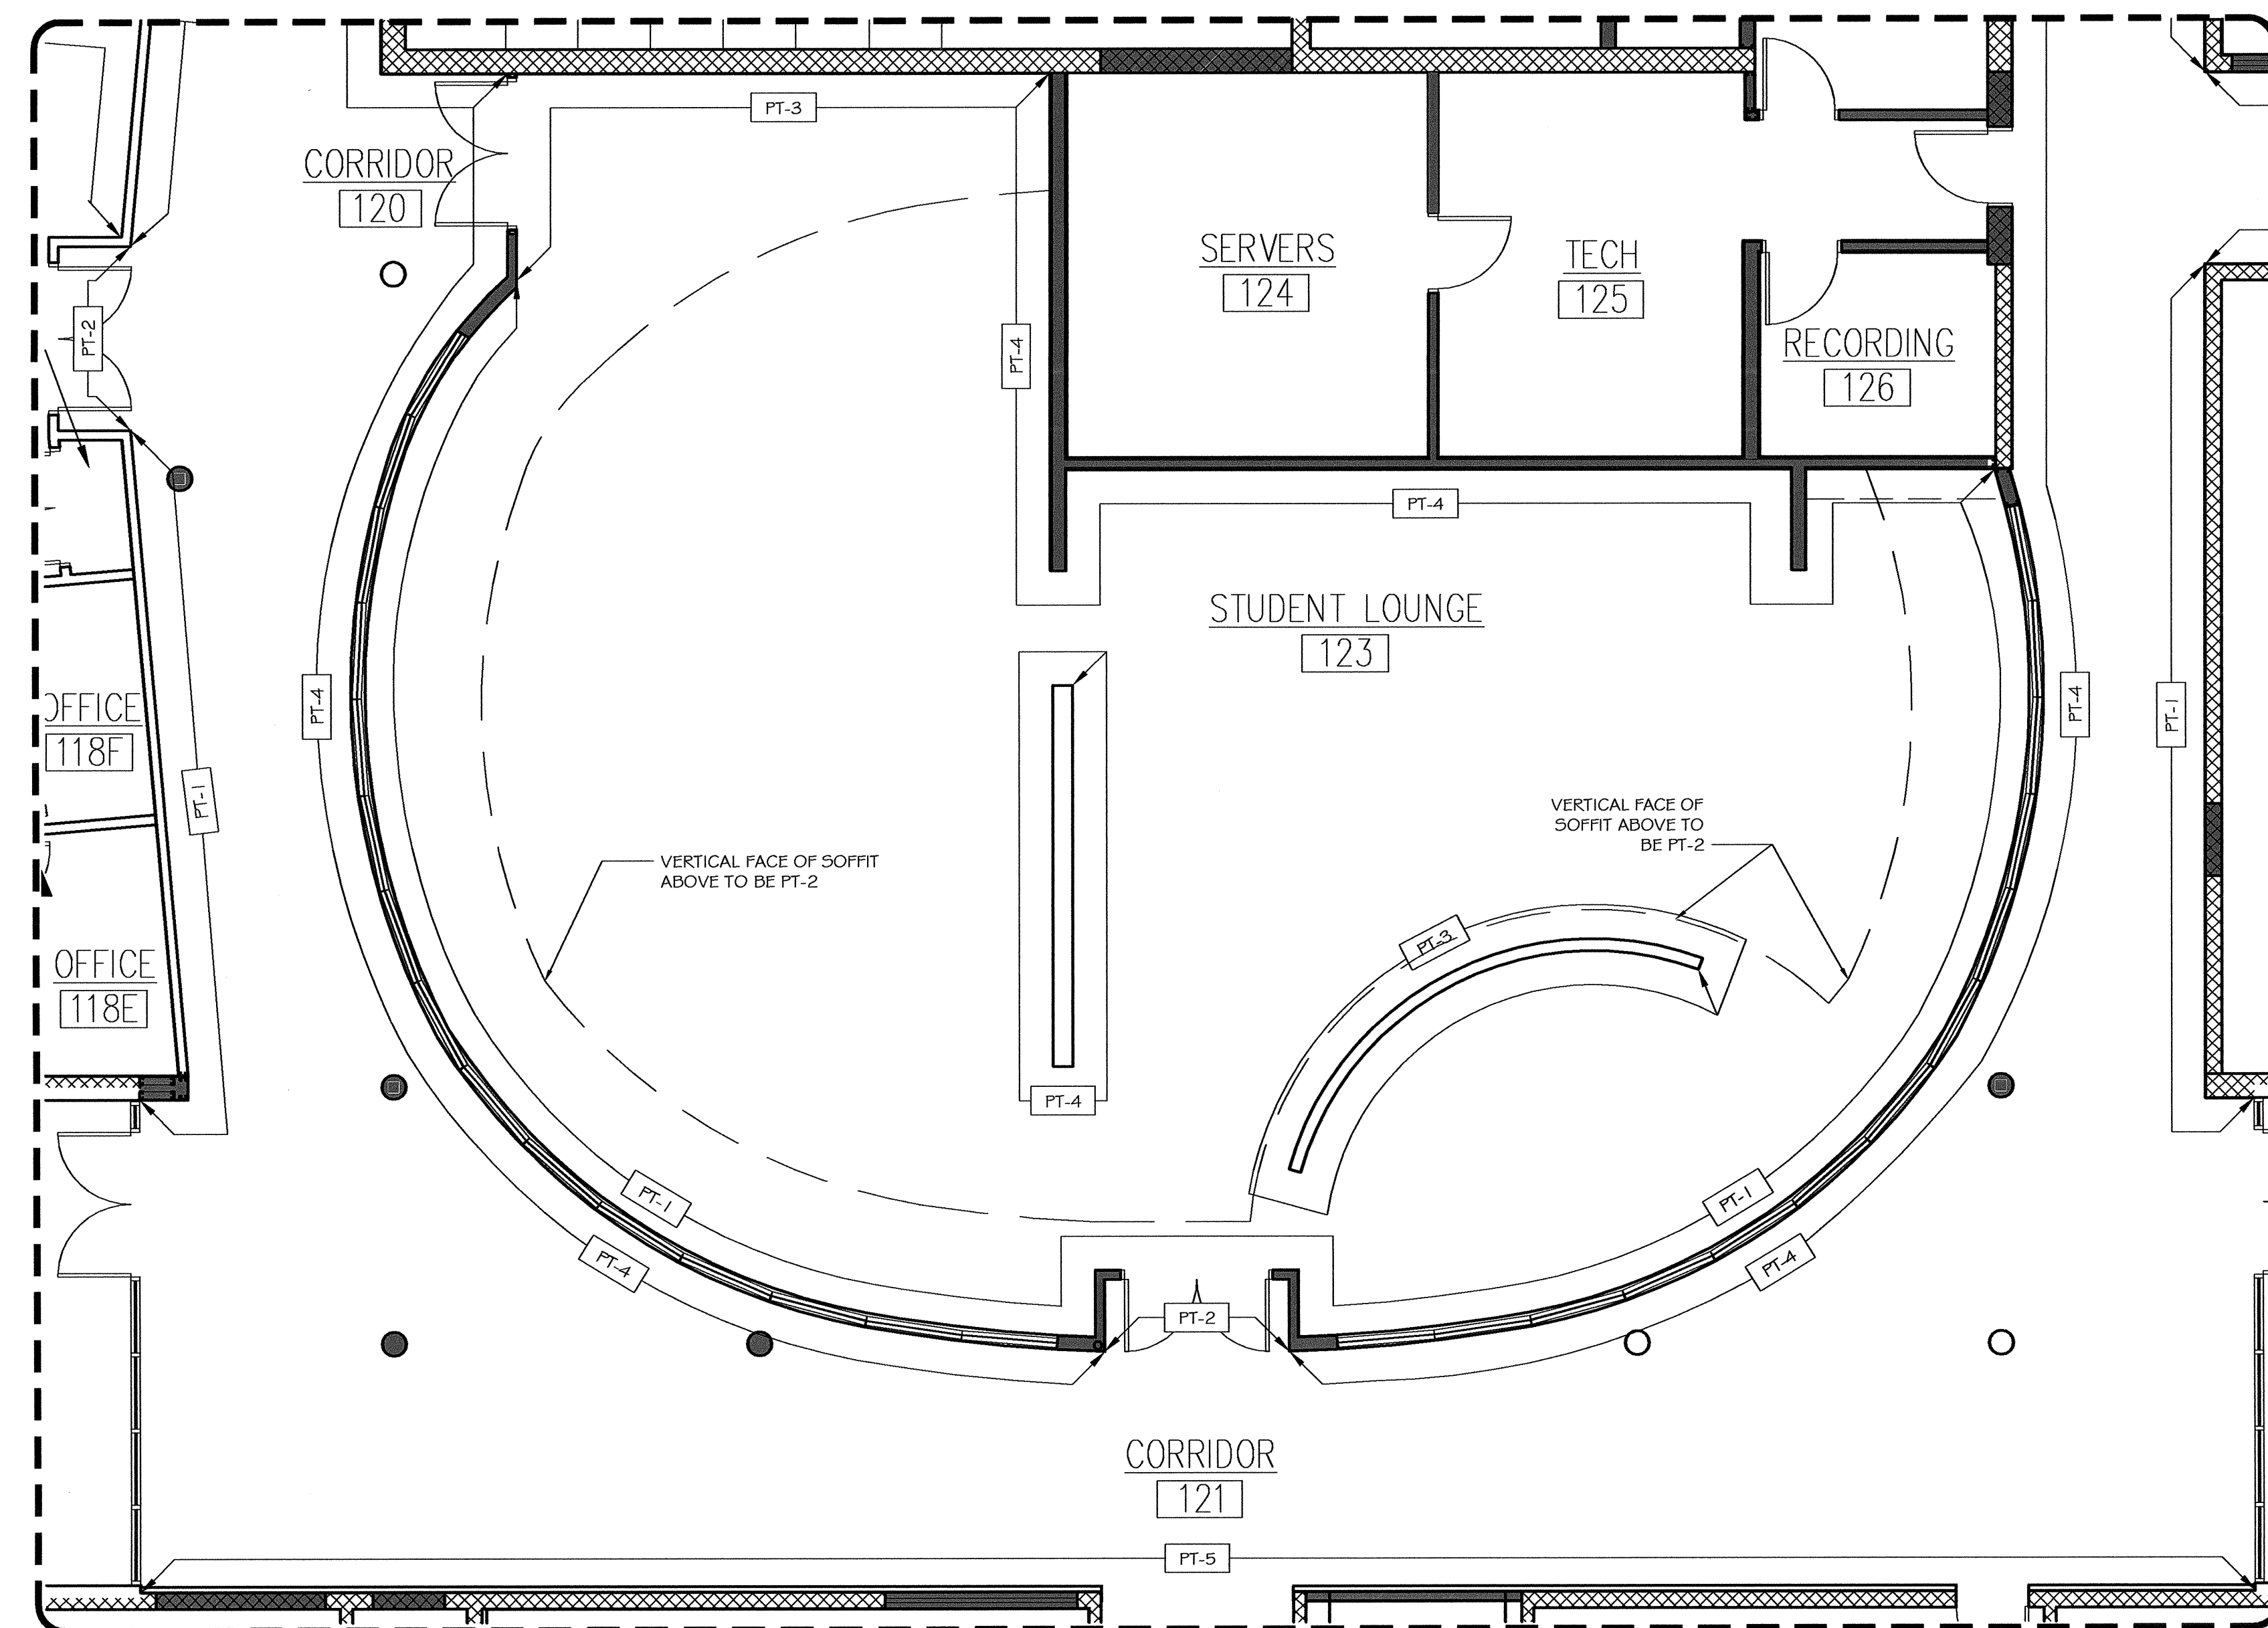 PT-3
CORRIDOR
120
SERVERS
124
TECH
125
PT-2
PT-4
RECORDING
126
PT-4
STUDENT LOUNGE
123
OFFICE
118F
PT-4
PT-4
PT-1
PT-1
VERTICAL FACE OF SOFFIT
ABOVE TO BE PT-2
VERTICAL FACE OF
SOFFIT ABOVE TO
BE PT-2
PT-3
OFFICE
118E
PT-4
PT-1
PT-1
PT-4
PT-4
PT-2
CORRIDOR
121
PT-5